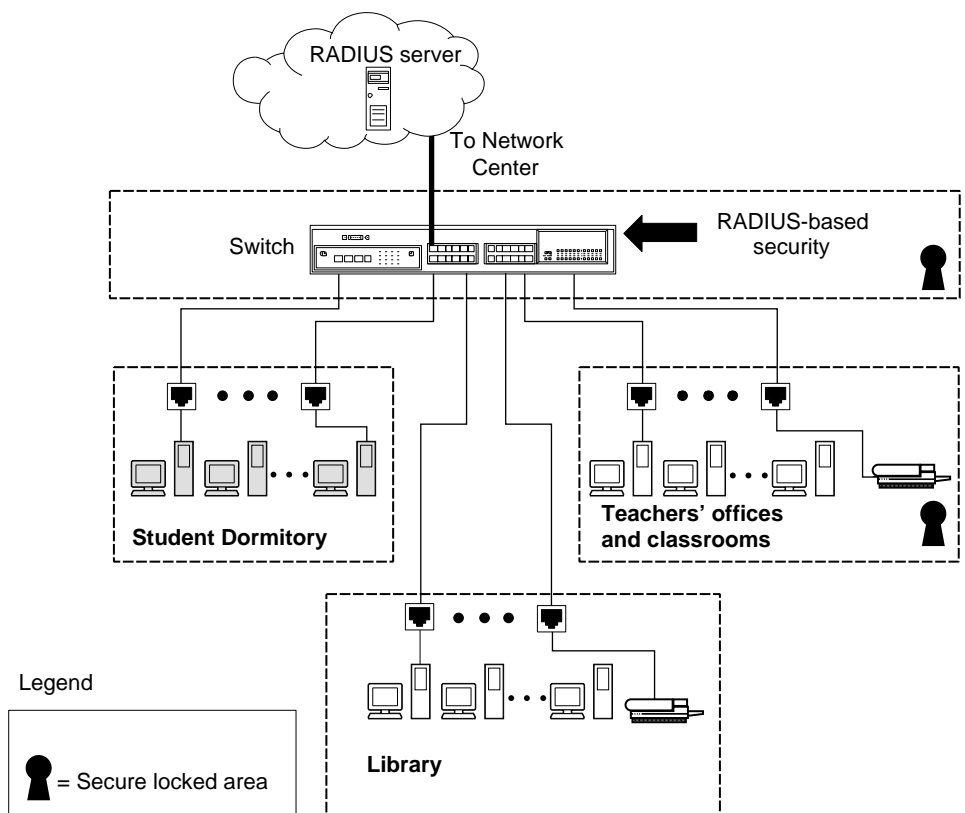 RADIUS server
To Network
Center
Switch
RADIUS-based
security
Student Dormitory
Teachers’ offices
and classrooms
Library
Legend
= Secure locked area